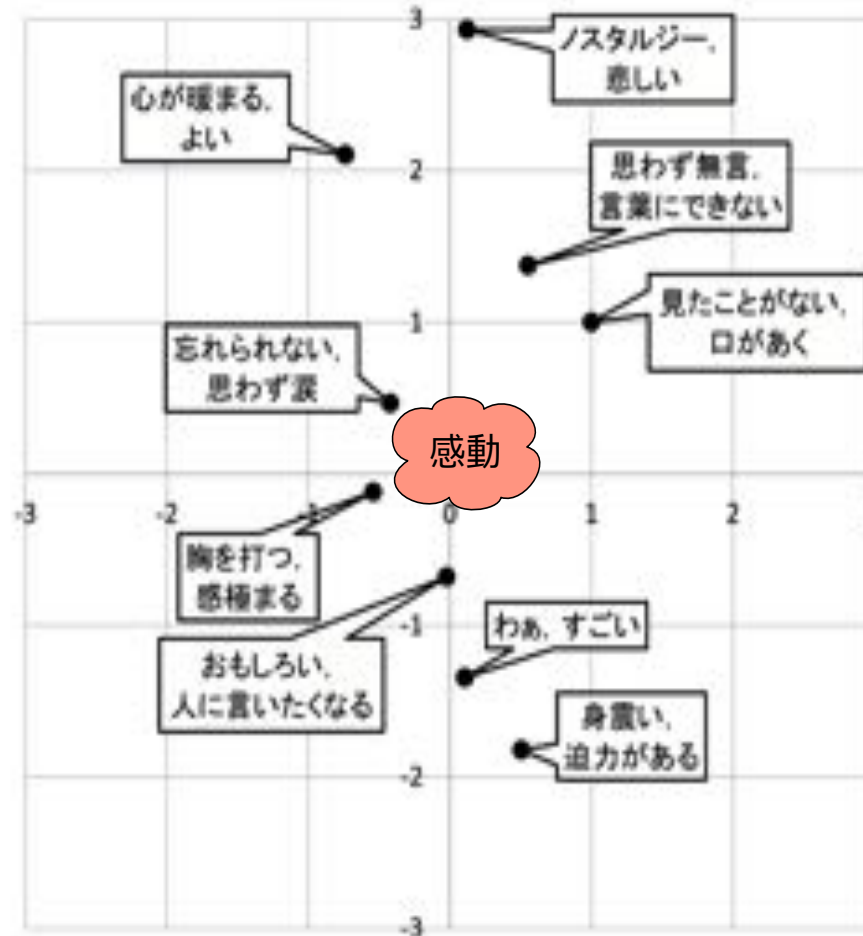 3
ノスタルジー,
悲しい
心が暖まる,
よい
2
思わず無言,
言葉にできない
1
見たことがない,
口があく
忘れられない,
思わず涙
感動
-3
-2
-1
0
1
2
胸を打つ,
感極まる
-1
わぁ, すごい
おもしろい,
人に言いたくなる
身震い,
迫力がある
-2
-3